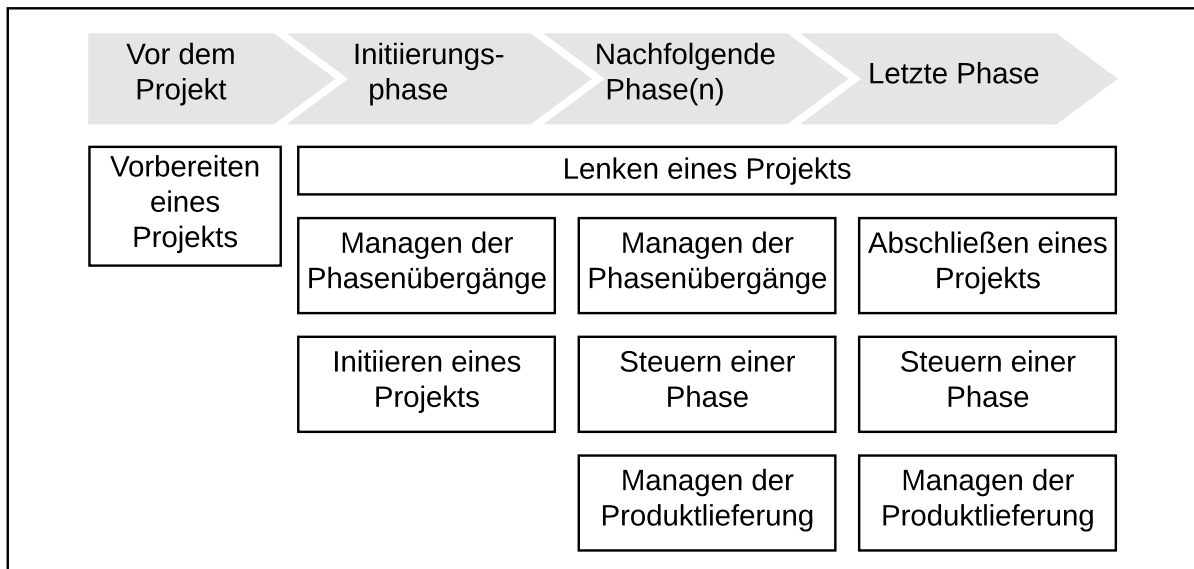 Vor dem
Projekt
Initiierungs-
phase
Nachfolgende
Phase(n)
Letzte Phase
Vorbereiten
eines
Projekts
Lenken eines Projekts
Managen der
Phasenübergänge
Managen der
Phasenübergänge
Abschließen eines
Projekts
Initiieren eines
Projekts
Steuern einer
Phase
Steuern einer
Phase
Managen der
Produktlieferung
Managen der
Produktlieferung